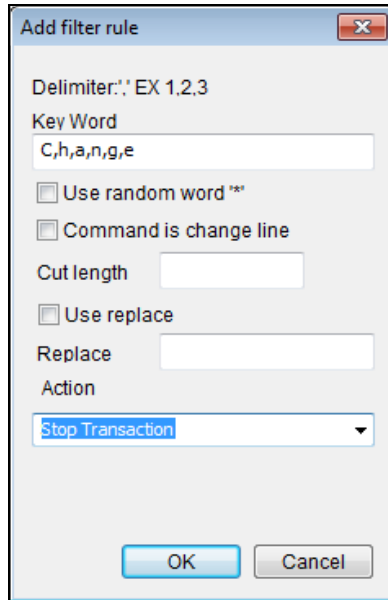 Add filter rule
Delimiter:',' EX 1,2,3
Key Word
C,h,a,n,g,e
Use random word '*'
Command is change line
Cut length
Use replace
Replace
Action
Stop Transaction
OK Cancel